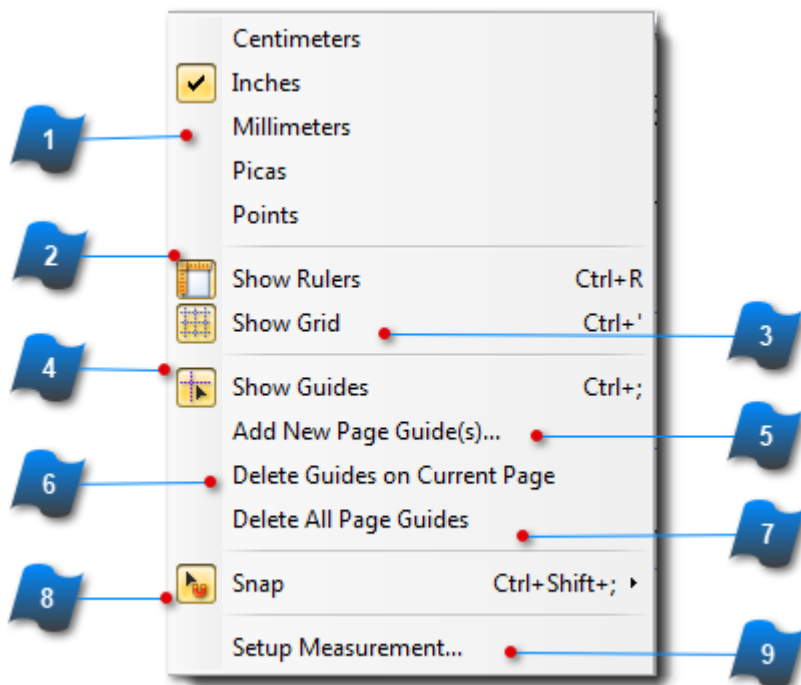 Centimeters
Inches
1 Millimeters
Picas
Points
2
Show Rulers Ctrl+R
Show Grid Ctrl+'
3
4
Show Guides Ctrl+;
Add New Page Guide(s)... 5
6 Delete Guides on Current Page
Delete All Page Guides 7
8 Snap Ctrl+Shift+;
Setup Measurement... 9